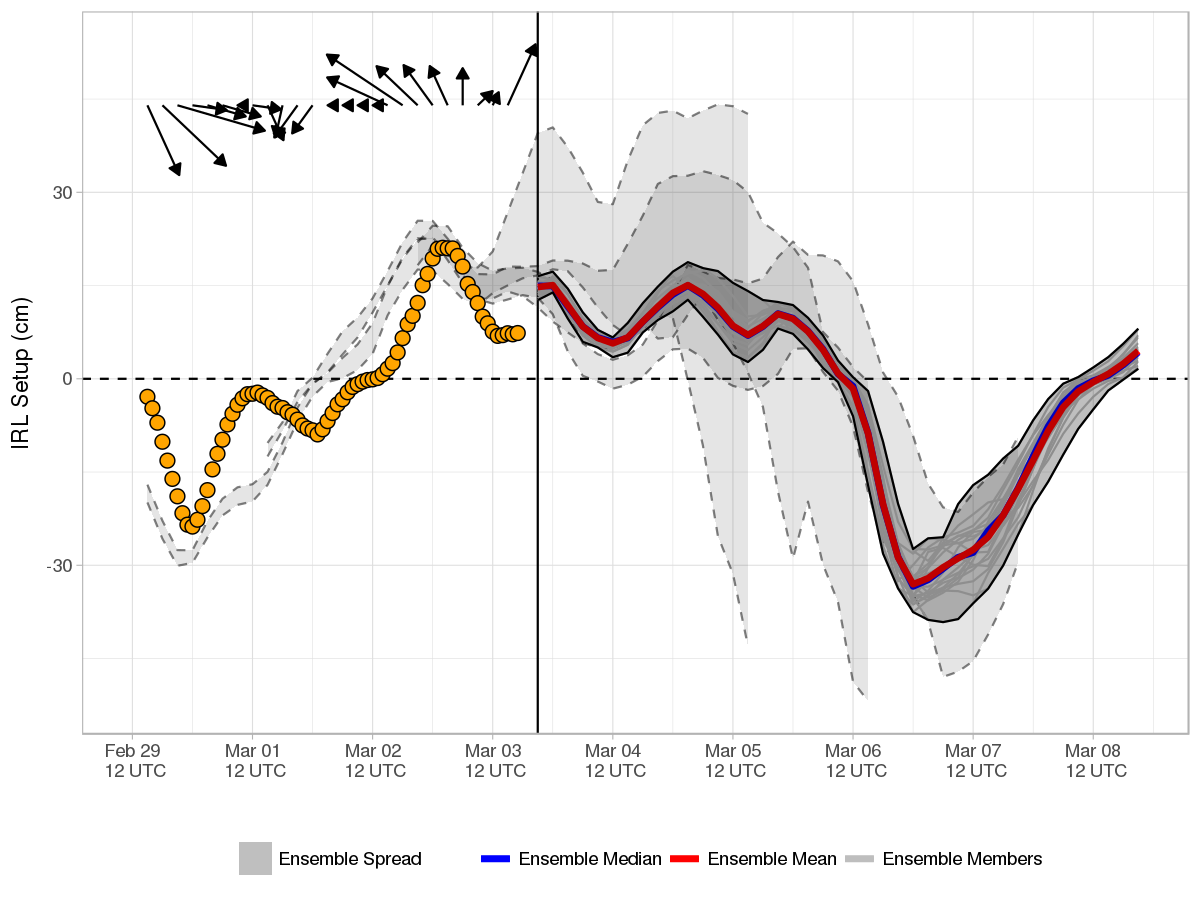 IRL Setup (cm)
30
0
-30
Feb 29 Mar 01 Mar 02 Mar 03 Mar 04 Mar 05 Mar 06 Mar 07 Mar 08
12 UTC 12 UTC 12 UTC 12 UTC 12 UTC 12 UTC 12 UTC 12 UTC 12 UTC
Ensemble Spread Ensemble Median Ensemble Mean Ensemble Members